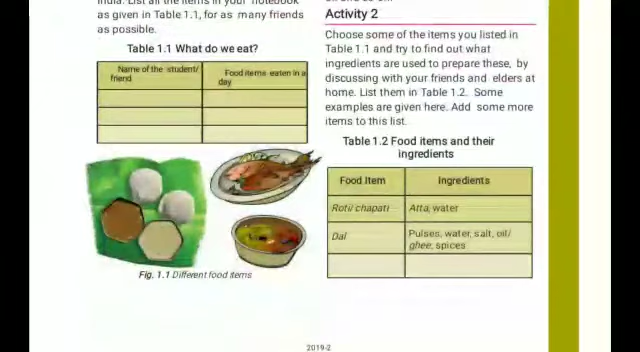 India. List all the items in your notebook
as given in Table 1.1, for as many friends
as possible.
Table 1.1 What do we eat?
Name of the student/
friend
Food items eaten in a
day
Fig. 1.1 Different food items
Activity 2
Choose some of the items you listed in
Table 1.1 and try to find out what
ingredients are used to prepare these, by
discussing with your friends and elders at
home. List them in Table 1.2. Some
examples are given here. Add some more
items to this list.
Table 1.2 Food items and their
ingredients
Food Item
Ingredients
Roti/ chapati
Atta, water
Dal
Pulses, water, salt, oil/
ghee, spices
2019-2